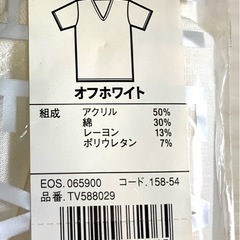 オフホワイト
組成 アクリル 50%
綿 30%
レーヨン 13%
ポリウレタン 7%
EOS. 065900 コード. 158-54
品番. TV588029